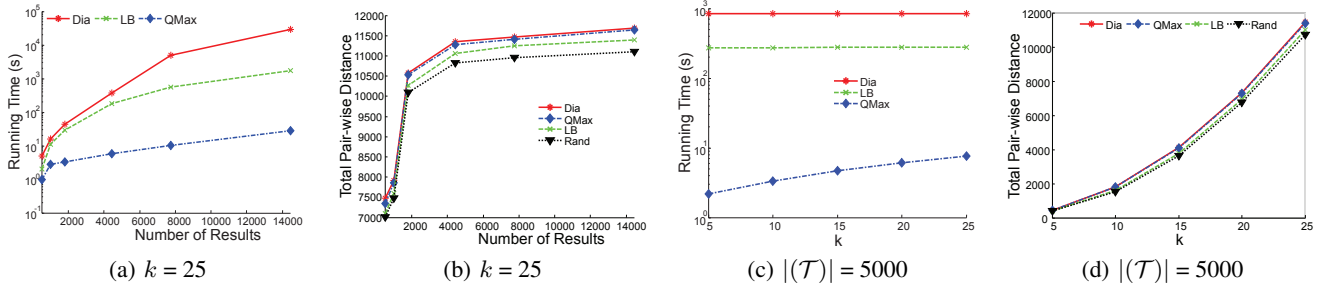 Dia LB QMax
Running Time (s)
10^5
10^4
10^3
10^2
10^1
10^0
10^-1
2000 4000 6000 8000 10000 12000 14000
Number of Results
(a) k = 25
Total Pair-wise Distance
12000
11500
11000
10500
10000
9500
9000
8500
8000
7500
7000
Dia
QMax
LB
Rand
2000 4000 6000 8000 10000 12000 14000
Number of Results
(b) k = 25
Running Time (s)
10^3
10^2
10^1
10^0
Dia
LB
QMax
5 10 15 20 25
k
(c) |(𝒯)| = 5000
Total Pair-wise Distance
12000
10000
8000
6000
4000
2000
0
Dia QMax LB Rand
5 10 15 20 25
k
(d) |(𝒯)| = 5000